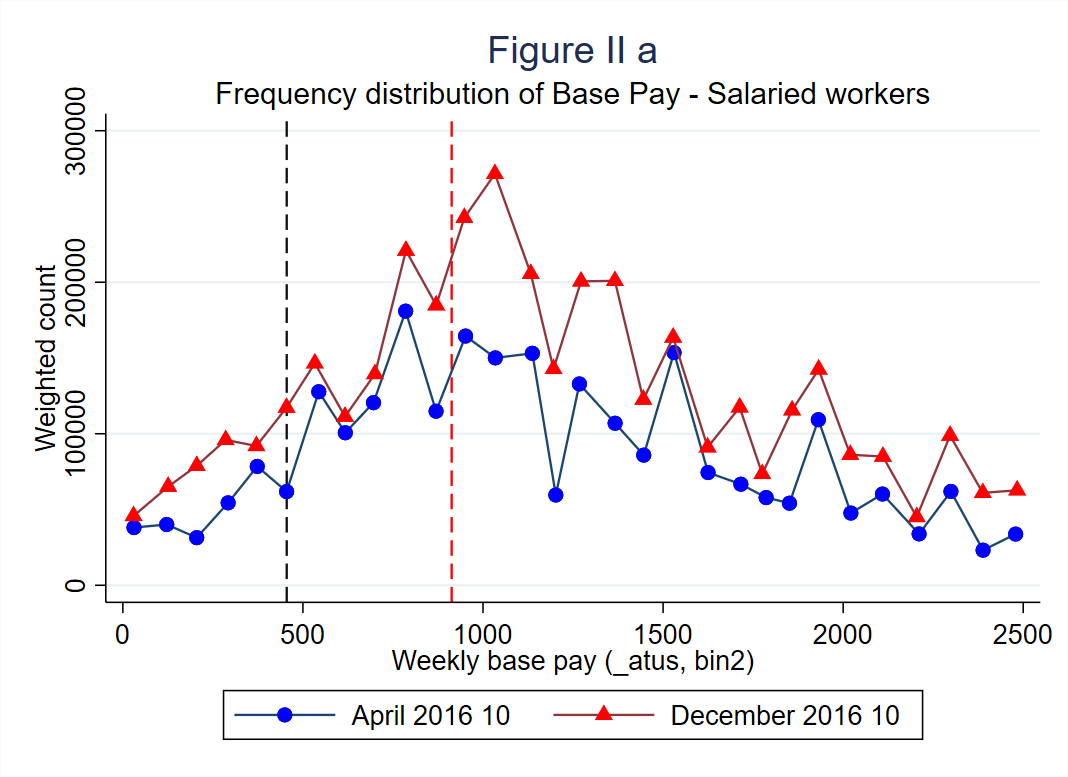 Figure II a
Frequency distribution of Base Pay - Salaried workers
300000
200000
100000
0
Weighted count
0 500 1000 1500 2000 2500
Weekly base pay (_atus, bin2)
April 2016 10 December 2016 10